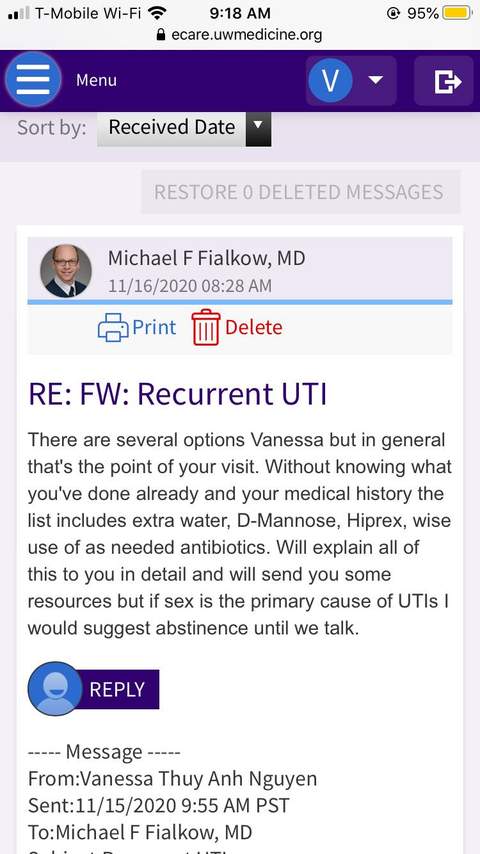 T-Mobile Wi-Fi 9:18 AM 95%
ecare.uwmedicine.org
Menu V
Sort by: Received Date
RESTORE 0 DELETED MESSAGES
Michael F Fialkow, MD
11/16/2020 08:28 AM
Print Delete
RE: FW: Recurrent UTI
There are several options Vanessa but in general
that's the point of your visit. Without knowing what
you've done already and your medical history the
list includes extra water, D-Mannose, Hiprex, wise
use of as needed antibiotics. Will explain all of
this to you in detail and will send you some
resources but if sex is the primary cause of UTIs I
would suggest abstinence until we talk.
REPLY
----- Message -----
From:Vanessa Thuy Anh Nguyen
Sent:11/15/2020 9:55 AM PST
To:Michael F Fialkow, MD